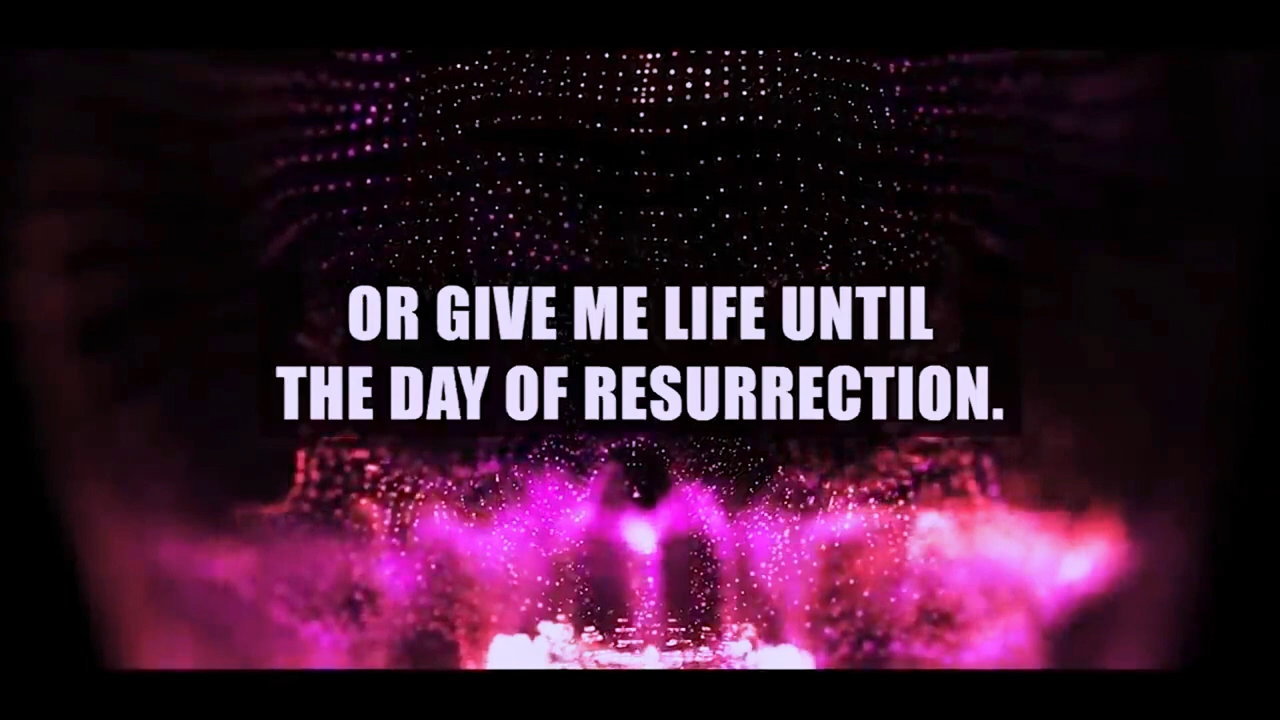 OR GIVE ME LIFE UNTIL
THE DAY OF RESURRECTION.